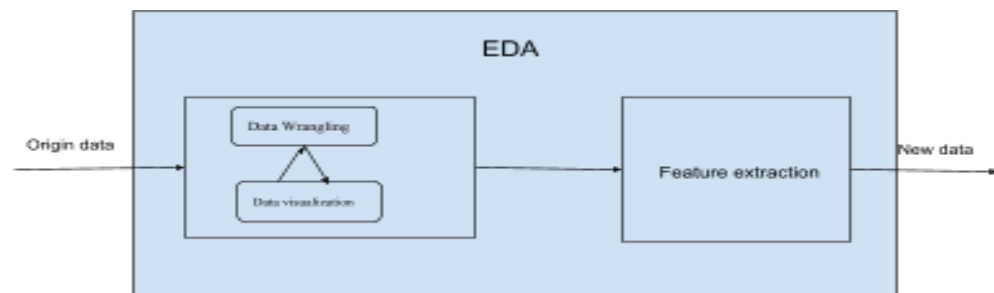 EDA
Origin data
Data Wrangling
Data visualization
Feature extraction
New data